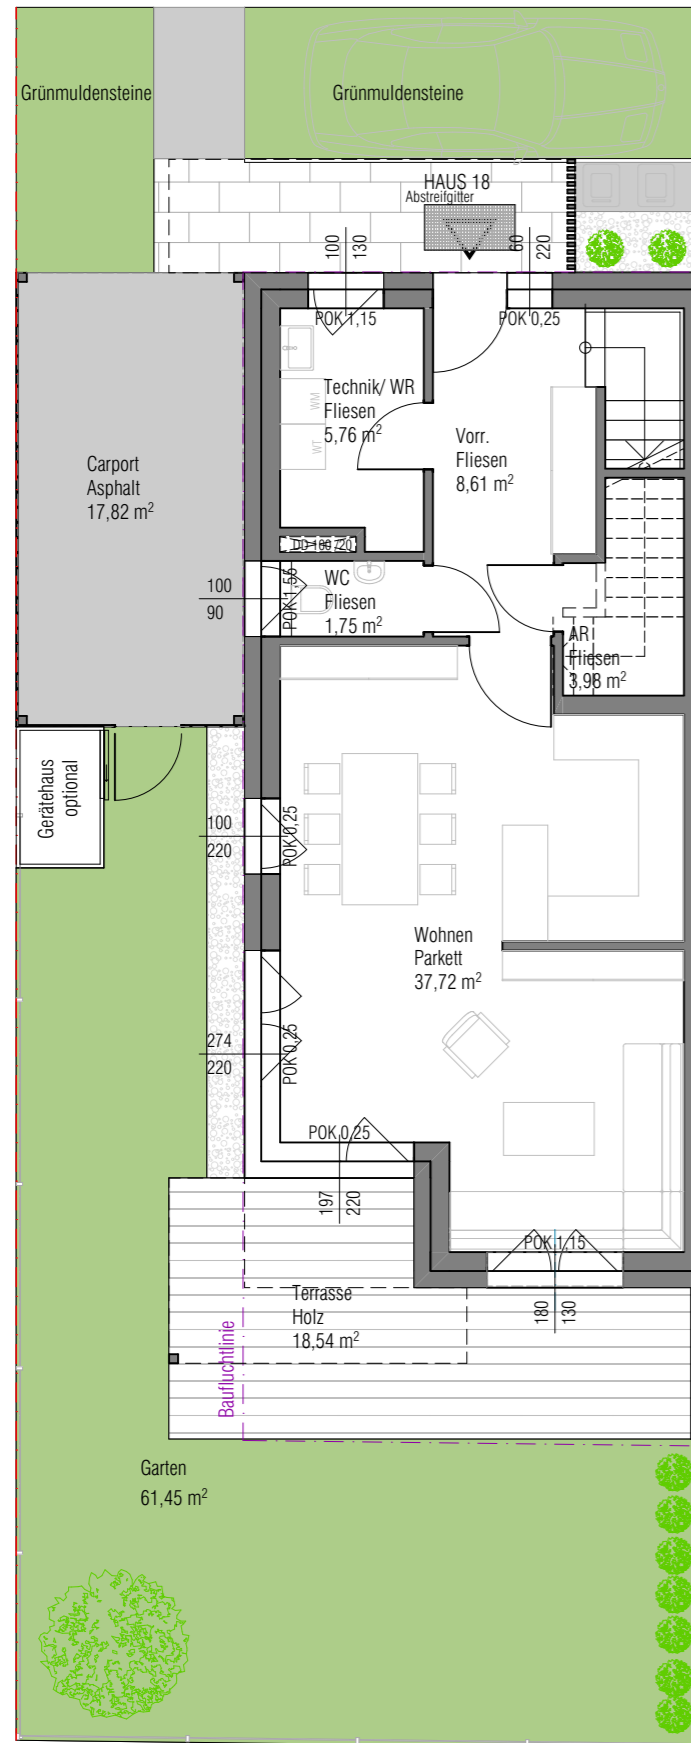 Grünmuldensteine
Grünmuldensteine
HAUS 18
Abstreifgitter
100
130
60
220
POK 1,15
POK 0,25
Technik/ WR
Fliesen
5,76 m²
WM
WT
Vorr.
Fliesen
8,61 m²
Carport
Asphalt
17,82 m²
DD 180/20
WC
Fliesen
1,75 m²
POK 1,55
100
90
AR
Fliesen
3,98 m²
Gerätehaus
optional
100
220
POK 0,25
Wohnen
Parkett
37,72 m²
274
220
POK 0,25
POK 0,25
197
220
POK 1,15
180
130
Terrasse
Holz
18,54 m²
Baufluchtlinie
Garten
61,45 m²